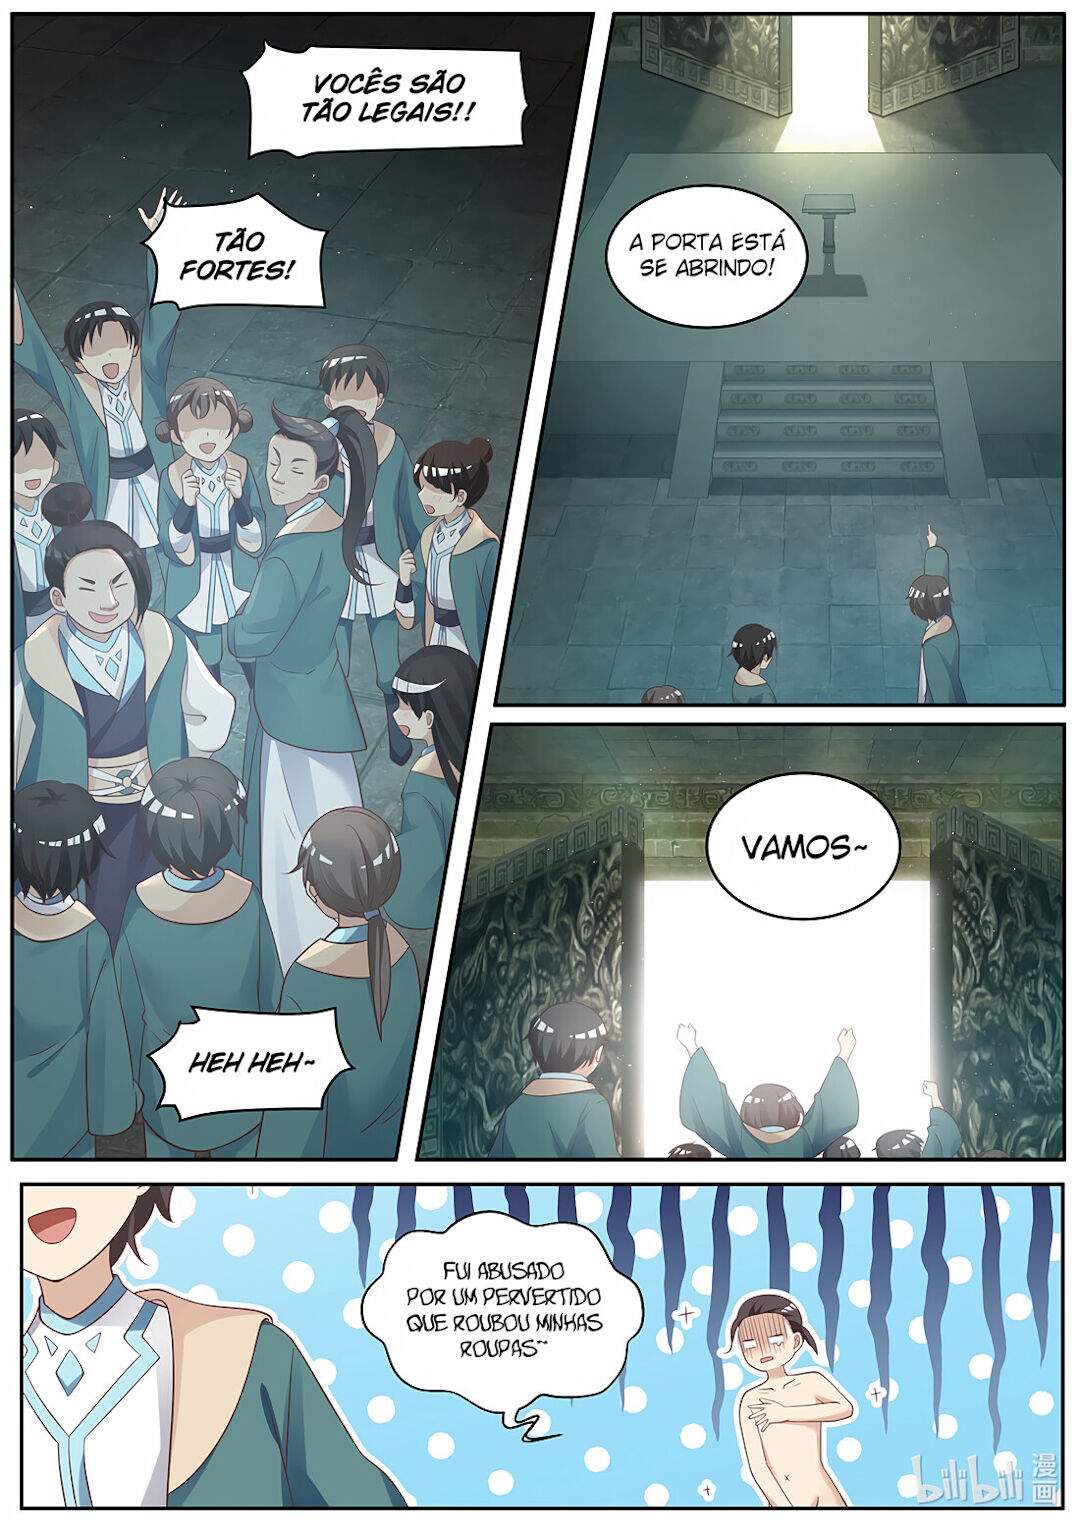 VOCÊS SÃO
TÃO LEGAIS!!
TÃO
FORTES!
HEH HEH~
A PORTA ESTÁ
SE ABRINDO!
VAMOS~
FUI ABUSADO
POR UM PERVERTIDO
QUE ROUBOU MINHAS
ROUPAS~
bilibili 漫画